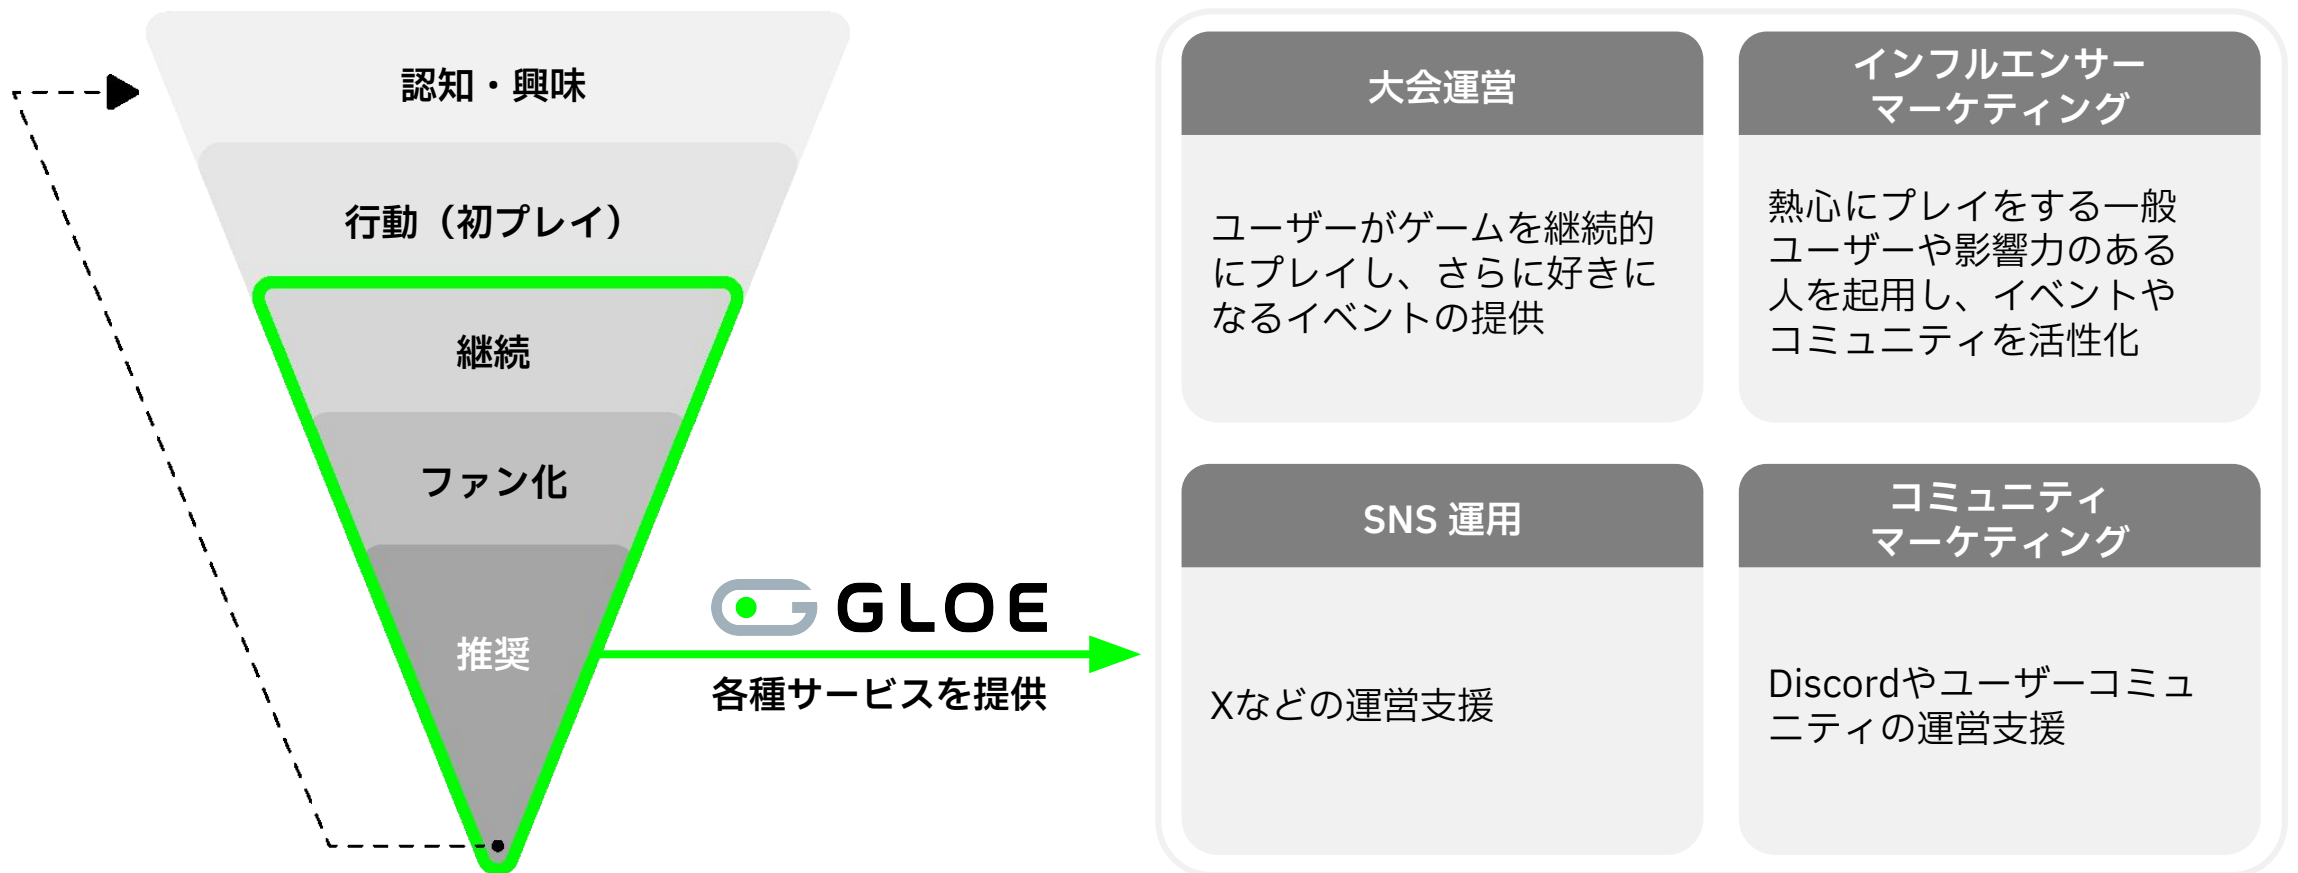 認知・興味
行動（初プレイ）
継続
ファン化
推奨
GLOE
各種サービスを提供
大会運営
ユーザーがゲームを継続的
にプレイし、さらに好きに
なるイベントの提供
インフルエンサー
マーケティング
熱心にプレイをする一般
ユーザーや影響力のある
人を起用し、イベントや
コミュニティを活性化
SNS 運用
Xなどの運営支援
コミュニティ
マーケティング
Discordやユーザーコミュ
ニティの運営支援